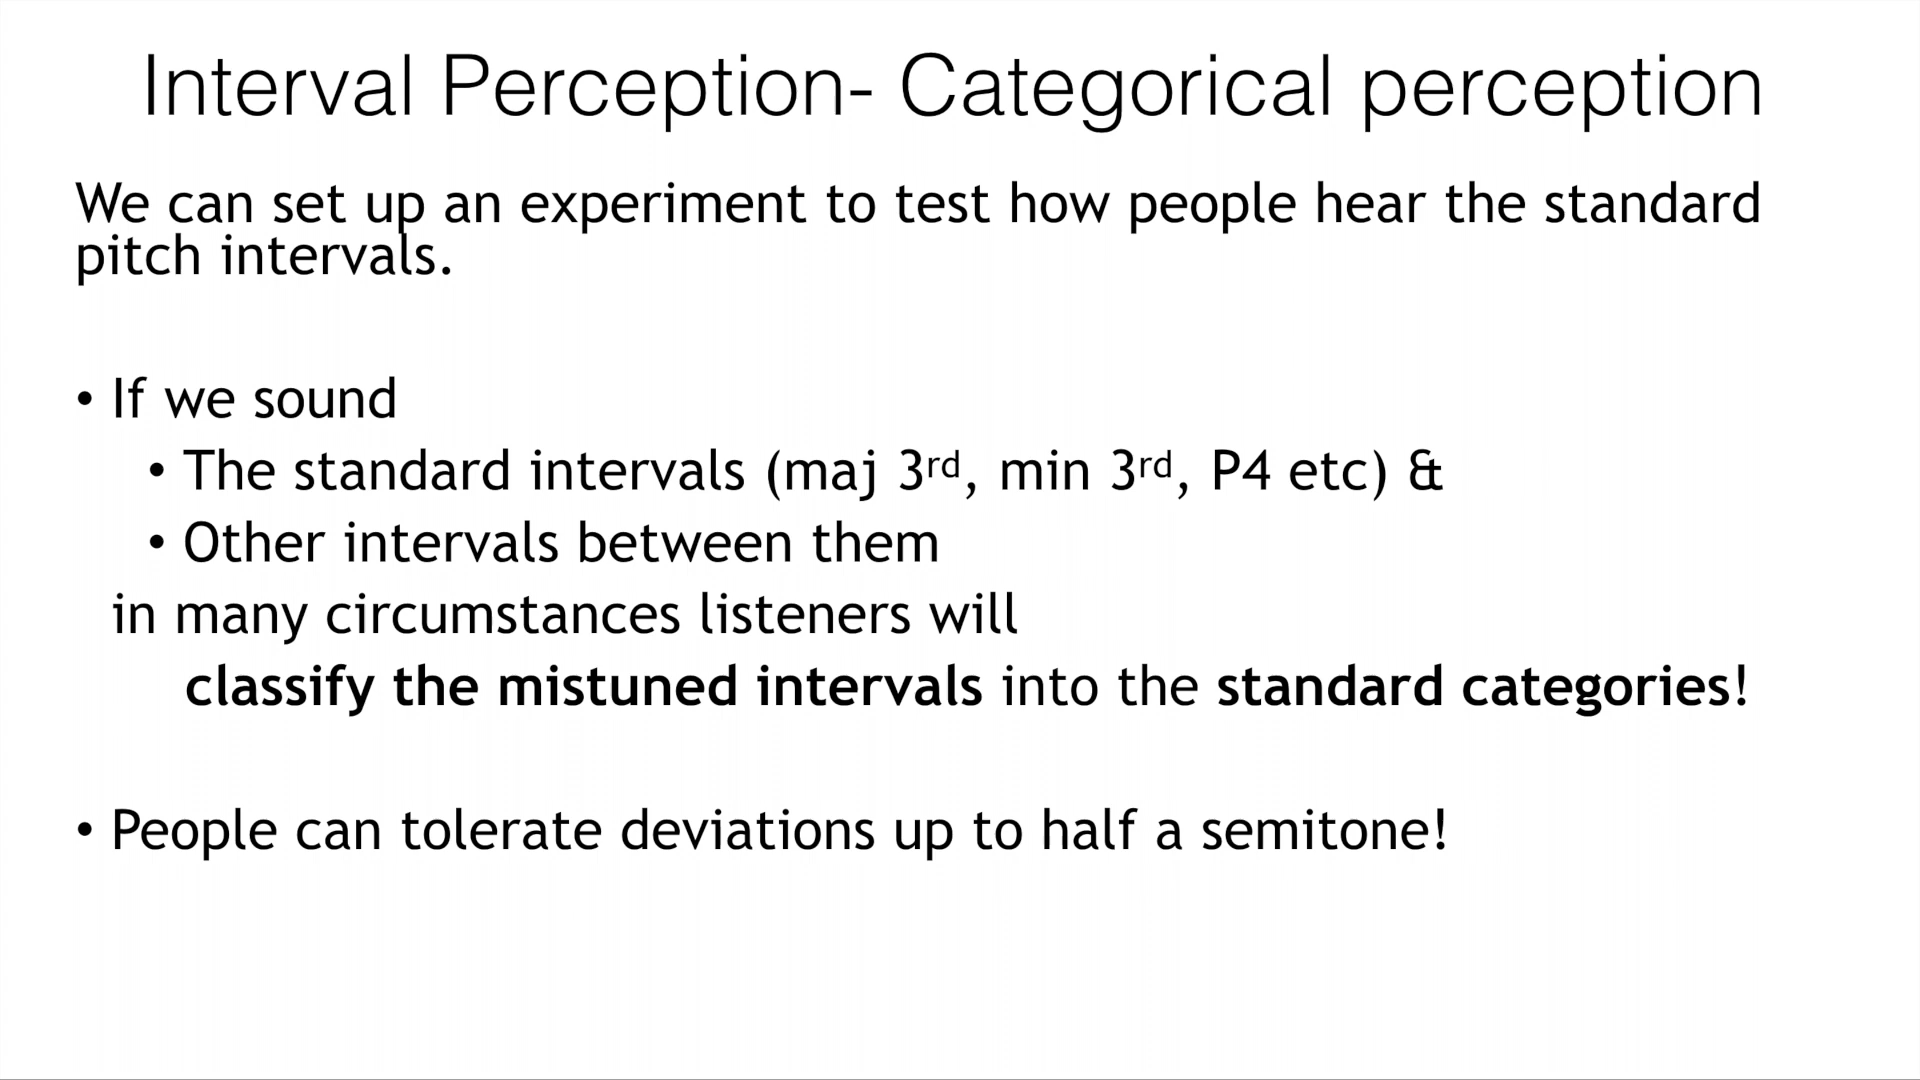 Interval Perception- Categorical perception
We can set up an experiment to test how people hear the standard
pitch intervals.
• If we sound
• The standard intervals (maj 3rd, min 3rd, P4 etc) &
• Other intervals between them
in many circumstances listeners will
classify the mistuned intervals into the standard categories!
• People can tolerate deviations up to half a semitone!